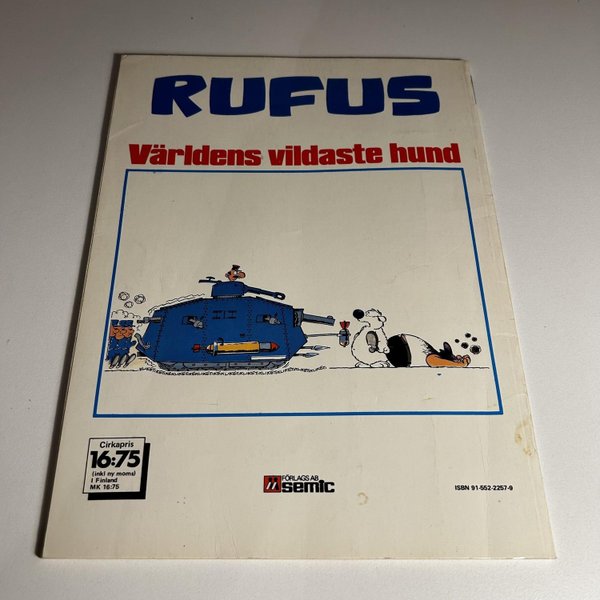 RUFUS
Världens vildaste hund
Cirkapris
16:75
(inkl ny moms)
I Finland
MK 16:75
FÖRLAGS AB
semic
ISBN 91-552-2257-9